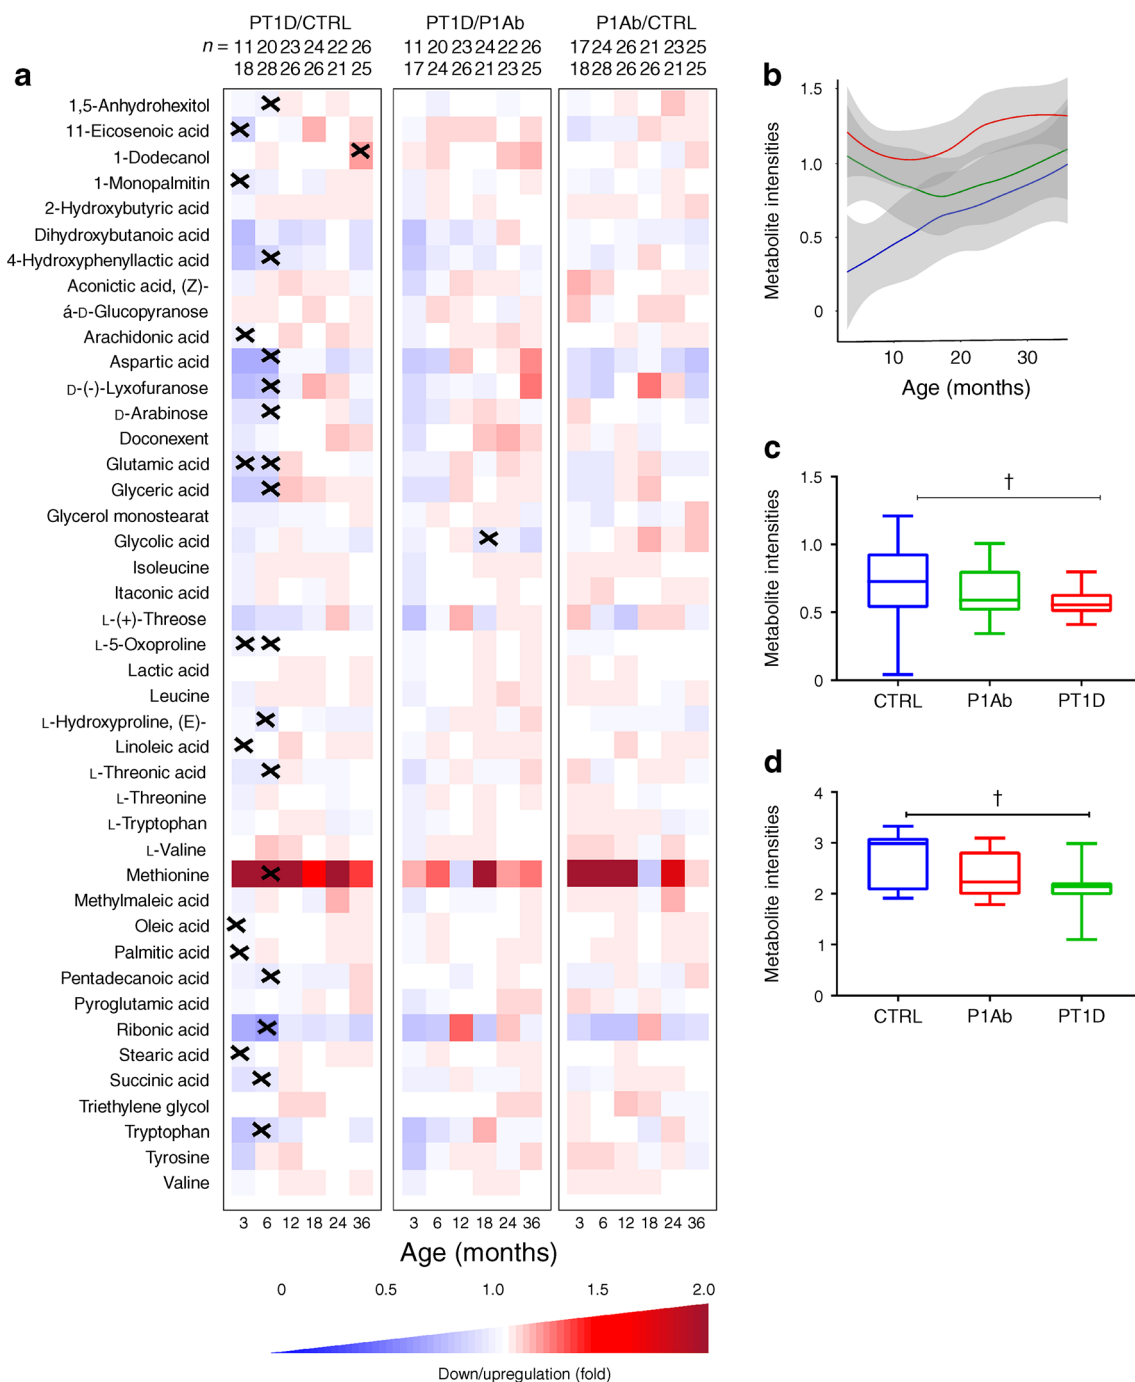 PT1D/CTRL PT1D/P1Ab P1Ab/CTRL
n = 11 20 23 24 22 26 11 20 23 24 22 26 17 24 26 21 23 25
18 28 26 26 21 25 17 24 26 21 23 25 18 28 26 26 21 25
a
1,5-Anhydrohexitol
11-Eicosenoic acid
1-Dodecanol
1-Monopalmitin
2-Hydroxybutyric acid
Dihydroxybutanoic acid
4-Hydroxyphenyllactic acid
Aconictic acid, (Z)-
á-D-Glucopyranose
Arachidonic acid
Aspartic acid
D-(-)-Lyxofuranose
D-Arabinose
Doconexent
Glutamic acid
Glyceric acid
Glycerol monostearat
Glycolic acid
Isoleucine
Itaconic acid
L-(+)-Threose
L-5-Oxoproline
Lactic acid
Leucine
L-Hydroxyproline, (E)-
Linoleic acid
L-Threonic acid
L-Threonine
L-Tryptophan
L-Valine
Methionine
Methylmaleic acid
Oleic acid
Palmitic acid
Pentadecanoic acid
Pyroglutamic acid
Ribonic acid
Stearic acid
Succinic acid
Triethylene glycol
Tryptophan
Tyrosine
Valine
3 6 12 18 24 36 3 6 12 18 24 36 3 6 12 18 24 36
Age (months)
0 0.5 1.0 1.5 2.0
Down/upregulation (fold)
b
Metabolite intensities
1.5
1.0
0.5
0
10 20 30
Age (months)
c
Metabolite intensities
1.5
1.0
0.5
0
†
CTRL P1Ab PT1D
d
Metabolite intensities
4
3
2
1
0
†
CTRL P1Ab PT1D